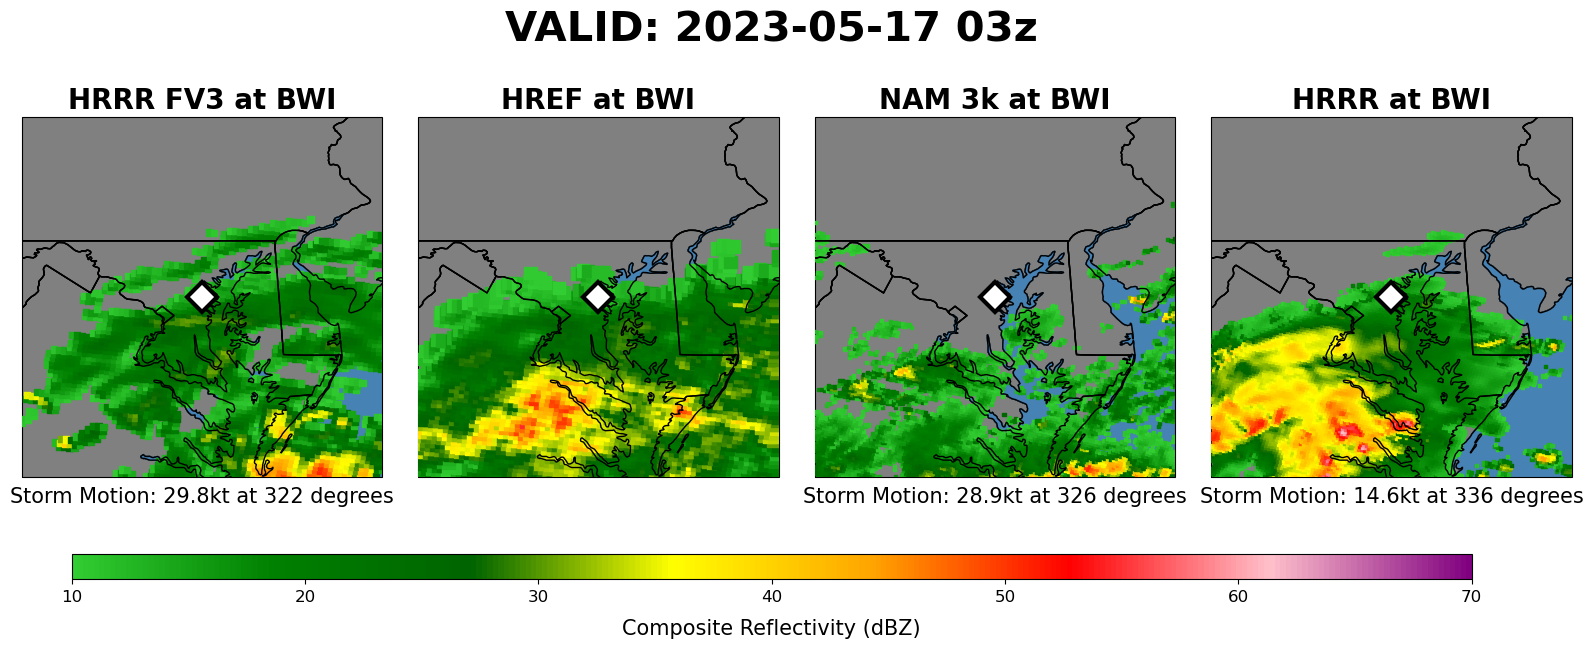 VALID: 2023-05-17 03z
HRRR FV3 at BWI
HREF at BWI
NAM 3k at BWI
HRRR at BWI
Storm Motion: 29.8kt at 322 degrees
Storm Motion: 28.9kt at 326 degrees
Storm Motion: 14.6kt at 336 degrees
10 20 30 40 50 60 70
Composite Reflectivity (dBZ)